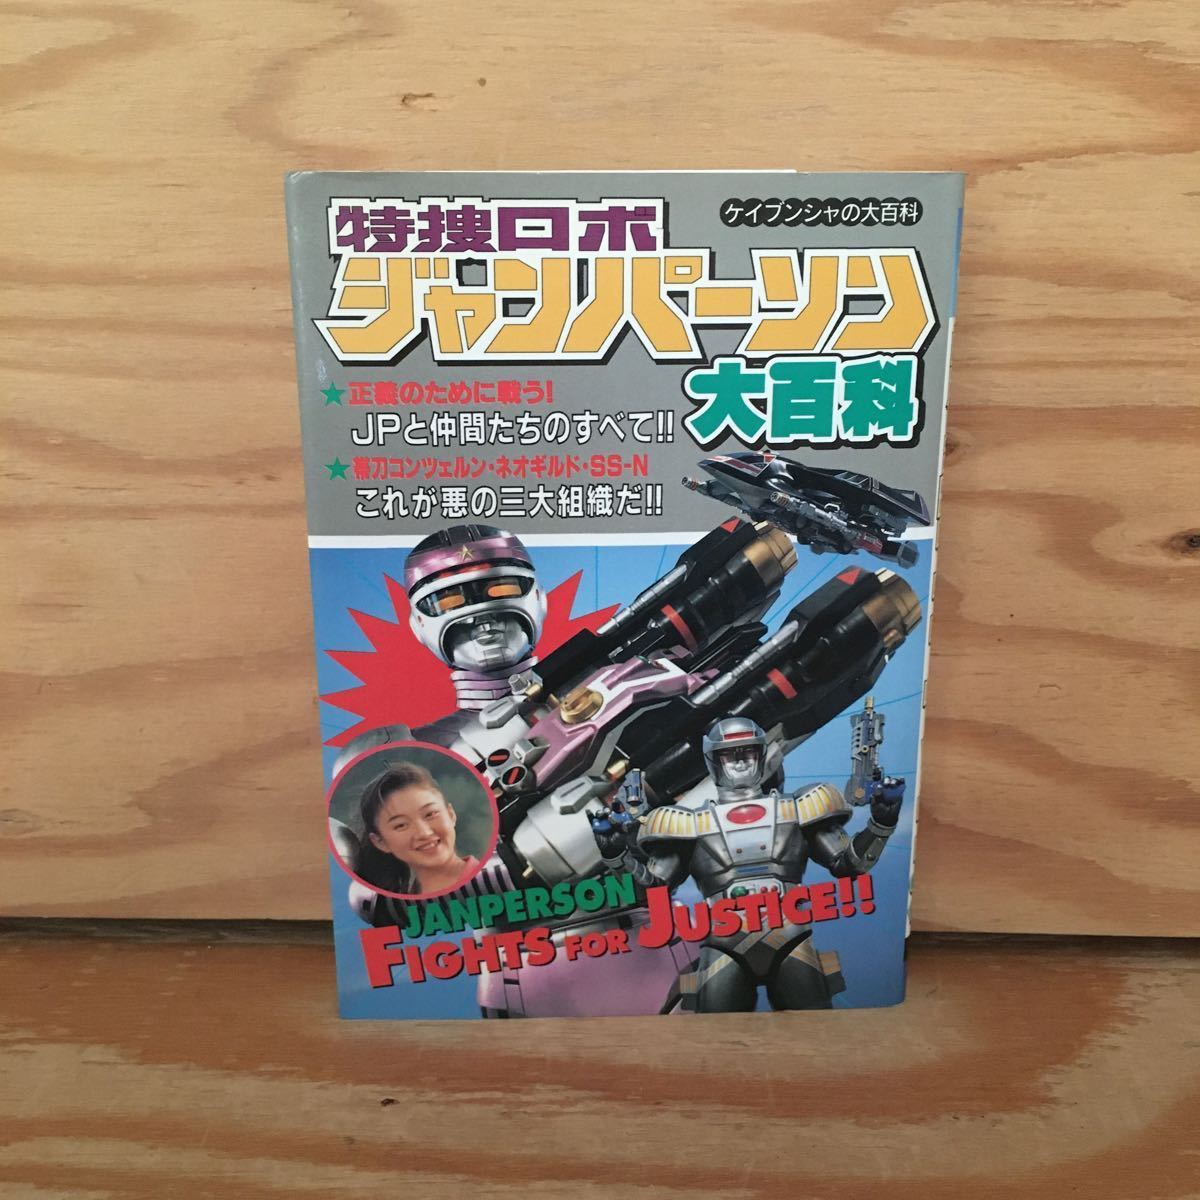 特捜ロボ
ケイブンシャの大百科
ジャンパーソン
大百科
★正義のために戦う!
JPと仲間たちのすべて!!
★帯刀コンツェルン・ネオギルド・SS-N
これが悪の三大組織だ!!
JANPERSON
FIGHTS FOR JUSTICE!!